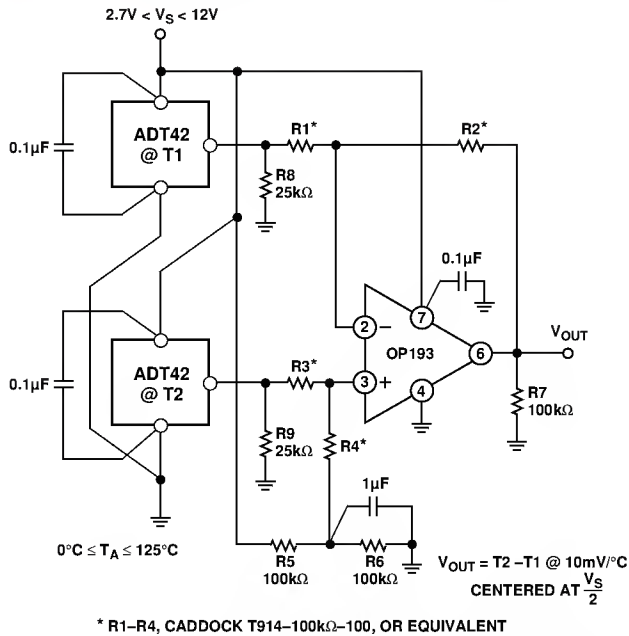 2.7V < VS < 12V
0.1µF
ADT42
@ T1
R1*
R2*
R8
25kΩ
0.1µF
7
2
−
OP193
6
VOUT
3
+
4
0.1µF
ADT42
@ T2
R3*
R9
25kΩ
R4*
R7
100kΩ
1µF
0°C ≤ TA ≤ 125°C
R5
100kΩ
R6
100kΩ
VOUT = T2 –T1 @ 10mV/°C
CENTERED AT VS/2
* R1–R4, CADDOCK T914–100kΩ–100, OR EQUIVALENT